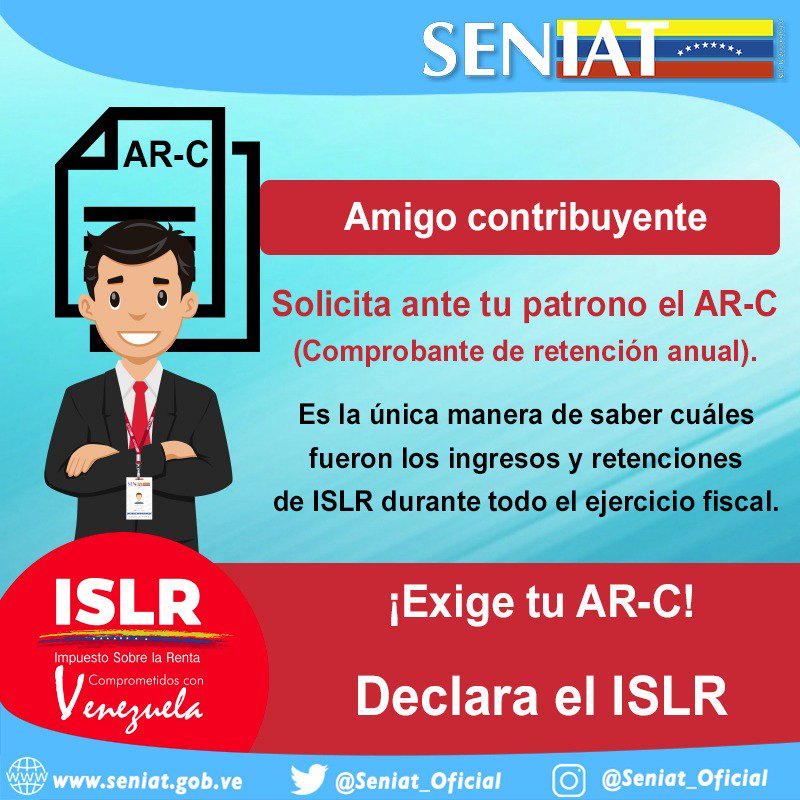 SENIAT
AR-C
Amigo contribuyente
Solicita ante tu patrono el AR-C
(Comprobante de retención anual).
Es la única manera de saber cuáles
fueron los ingresos y retenciones
de ISLR durante todo el ejercicio fiscal.
SENIAT
ISLR
Impuesto Sobre la Renta
Comprometidos con
Venezuela
¡Exige tu AR-C!
Declara el ISLR
www.seniat.gob.ve
@Seniat_Oficial
@Seniat_Oficial